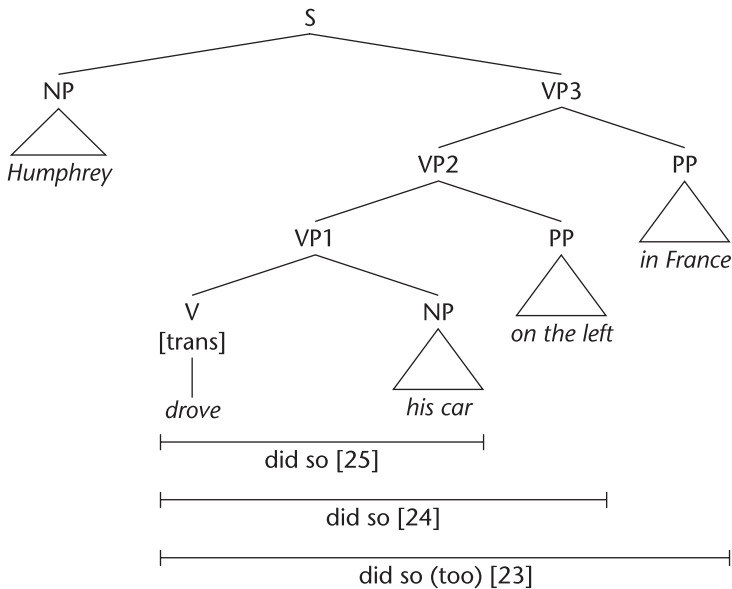 S
NP VP3
Humphrey VP2 PP
VP1 PP in France
V NP on the left
[trans]
drove his car
did so [25]
did so [24]
did so (too) [23]